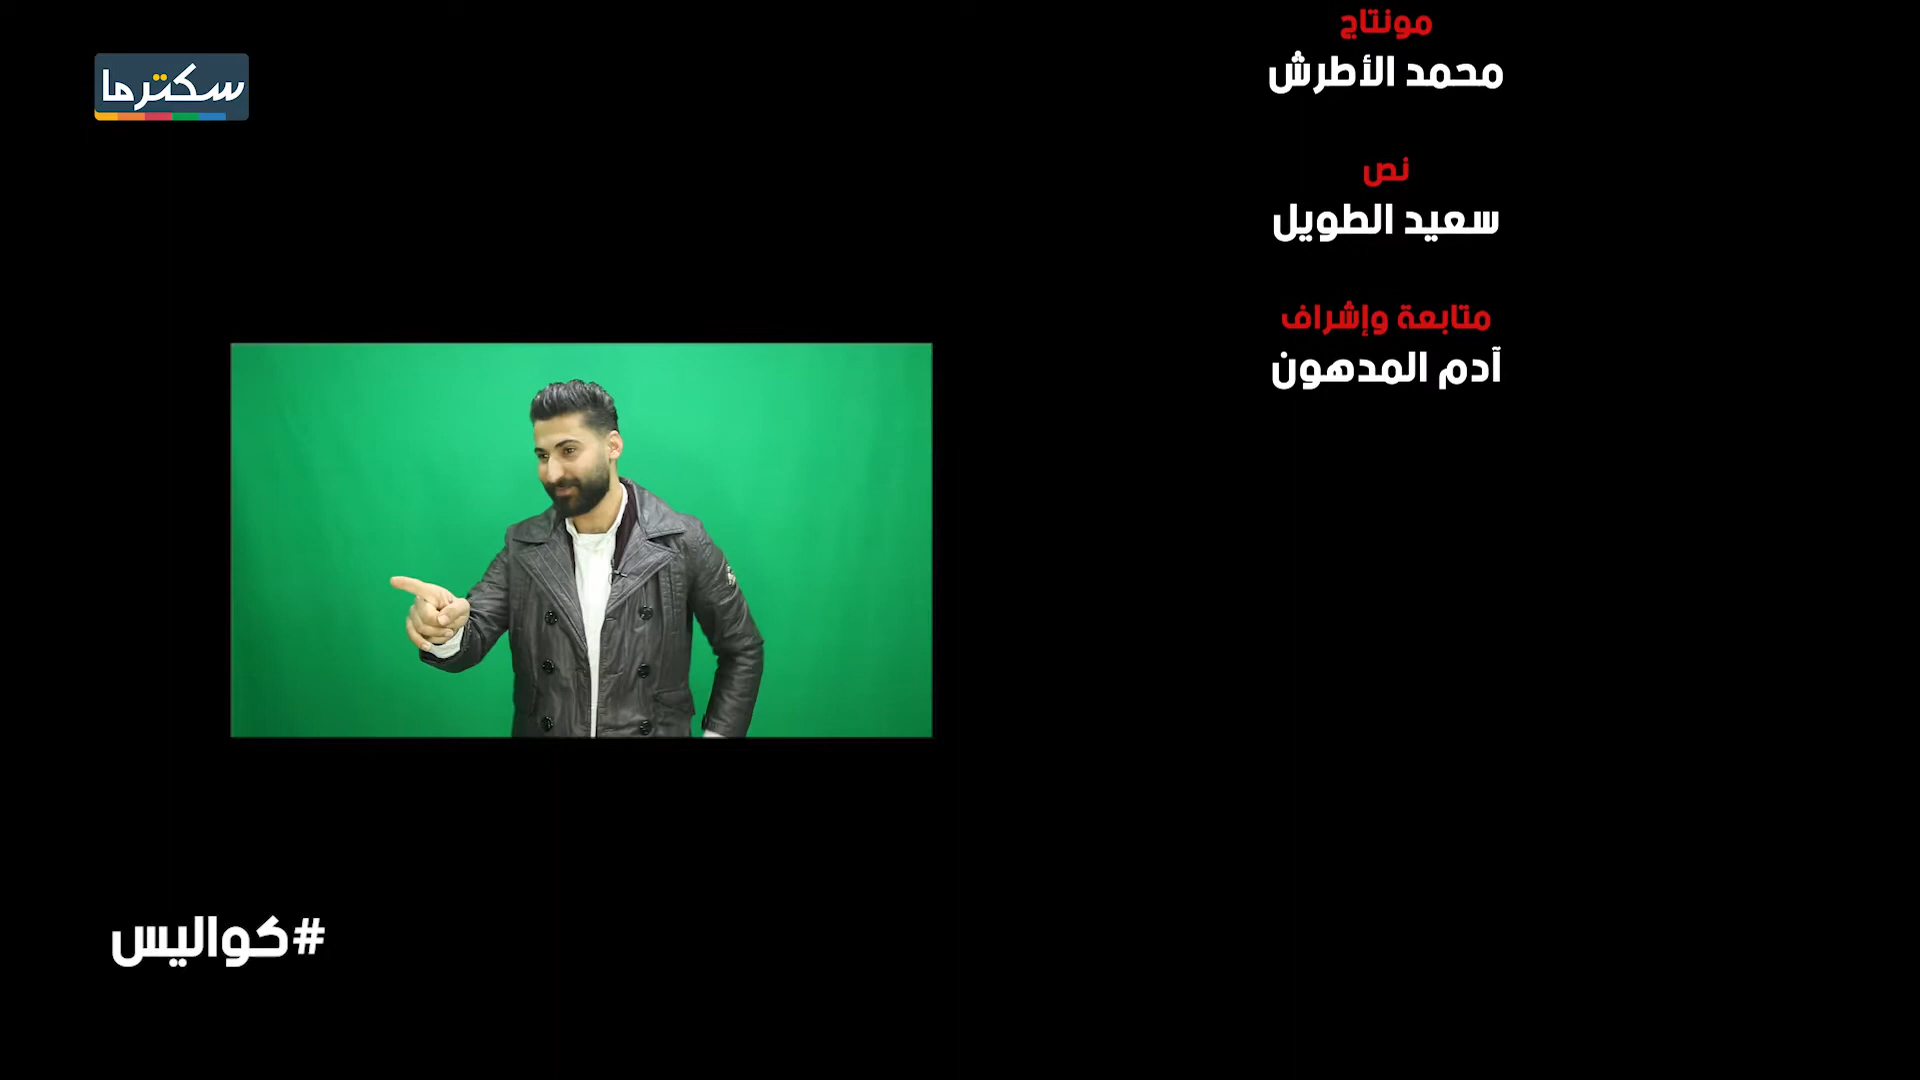 سكترما
مونتاج
محمد الأطرش
نص
سعيد الطويل
متابعة وإشراف
آدم المدهون
#كواليس